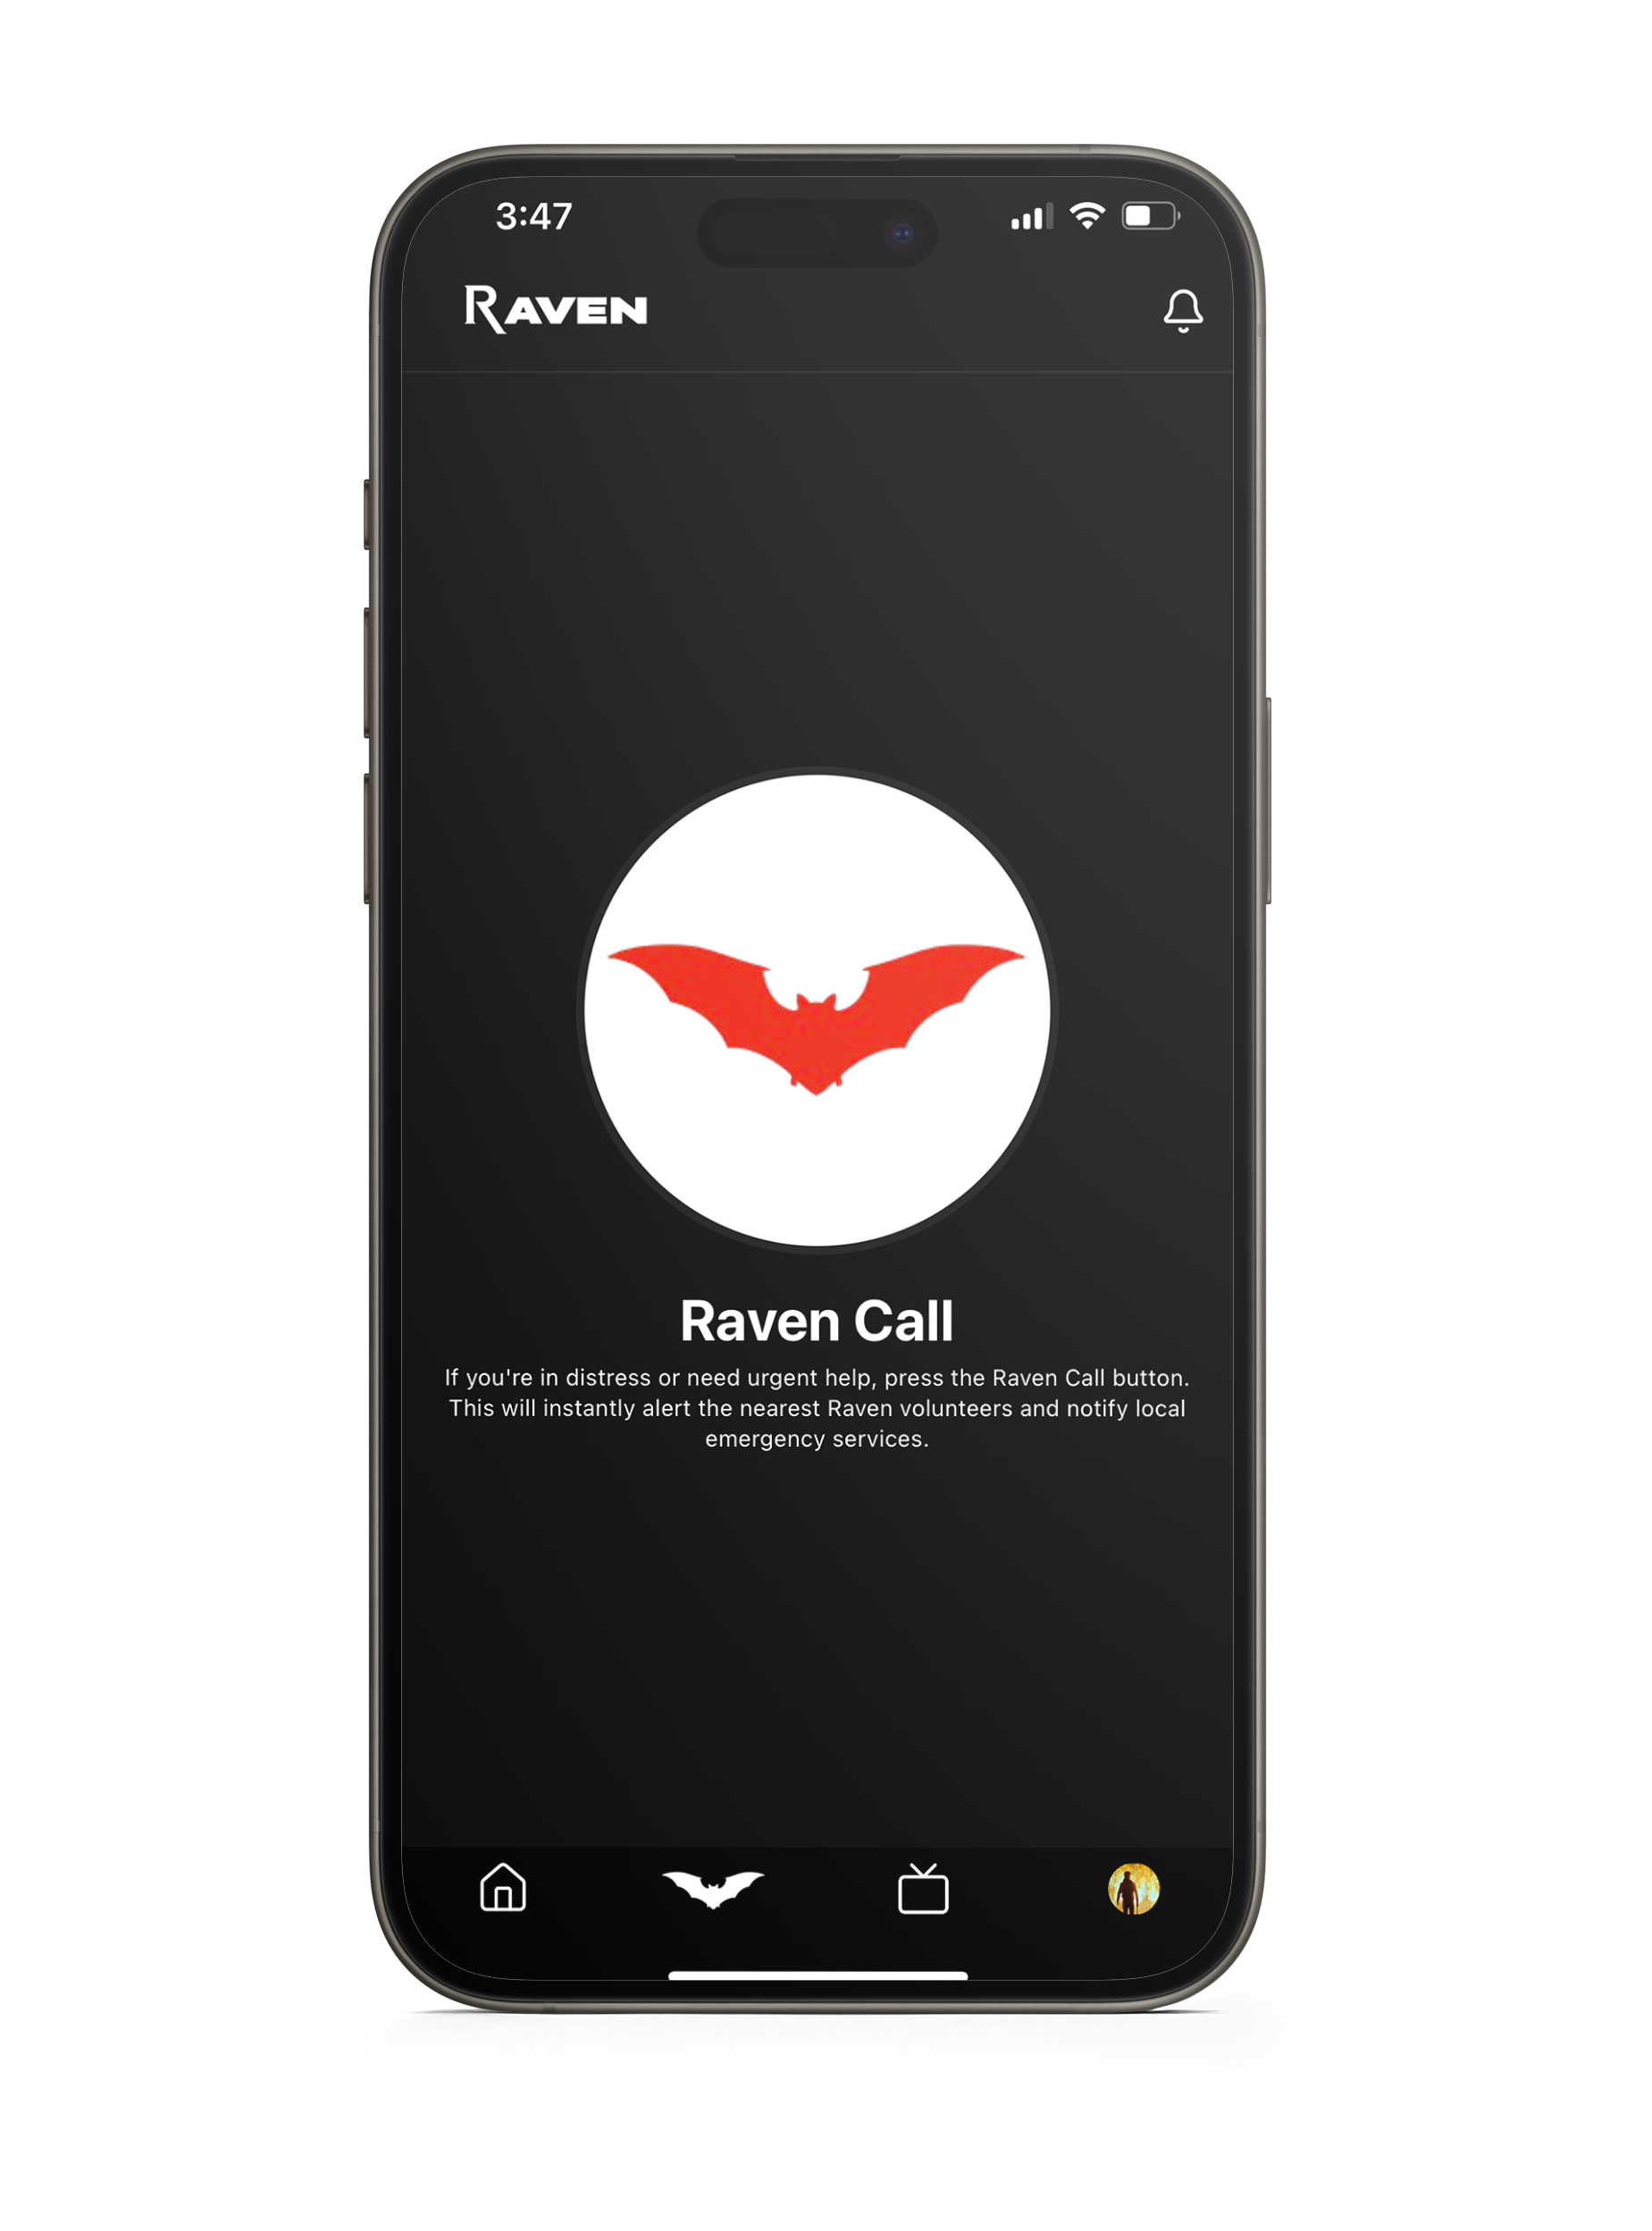 3:47
RAVEN
Raven Call
If you're in distress or need urgent help, press the Raven Call button.
This will instantly alert the nearest Raven volunteers and notify local
emergency services.